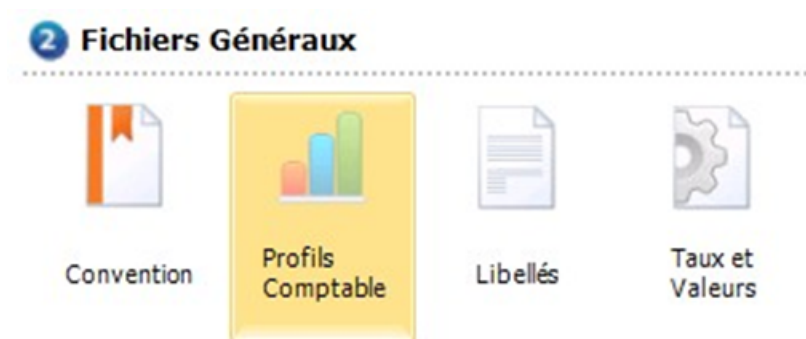 2 Fichiers Généraux
Convention
Profils
Comptable
Libellés
Taux et
Valeurs